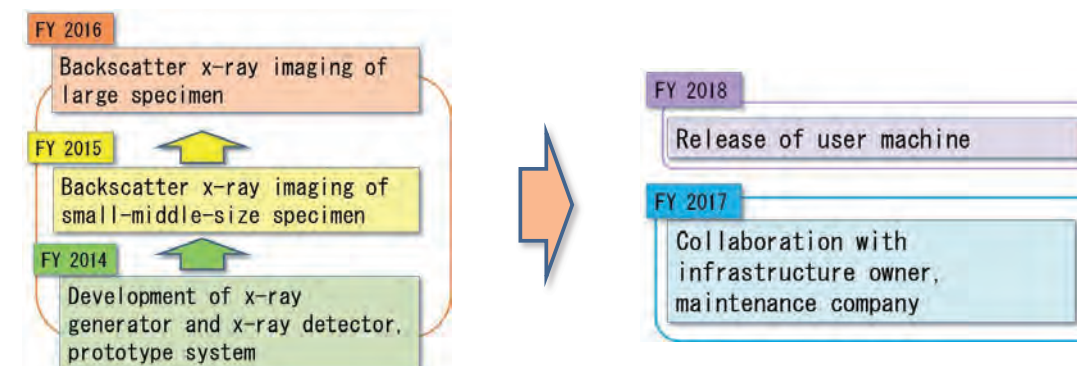 FY 2016
Backscatter x-ray imaging of
large specimen
FY 2015
Backscatter x-ray imaging of
small-middle-size specimen
FY 2014
Development of x-ray
generator and x-ray detector,
prototype system
FY 2018
Release of user machine
FY 2017
Collaboration with
infrastructure owner,
maintenance company